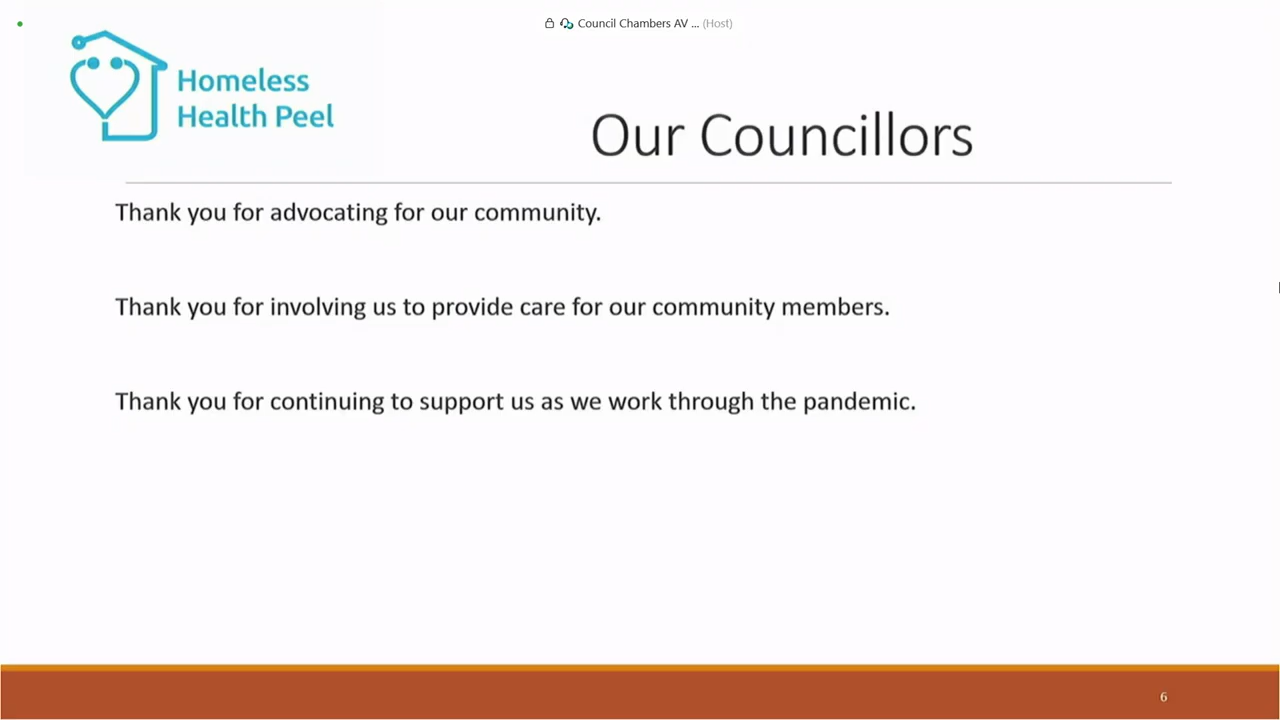 Council Chambers AV ... (Host)
Homeless
Health Peel
Our Councillors
Thank you for advocating for our community.
Thank you for involving us to provide care for our community members.
Thank you for continuing to support us as we work through the pandemic.
6